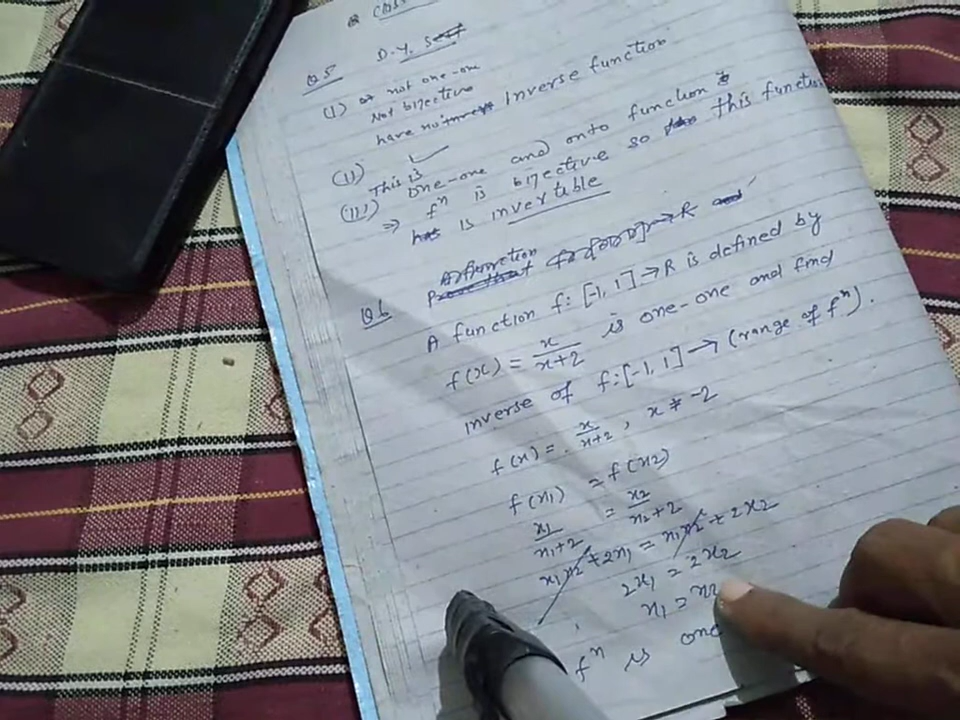 Q5
(I) not one-one
Not bijective
have no inverse function
(II) This is
(III) one-one and onto function
⇒ fⁿ is bijective so this function
is invertible
Q6
A function f: [-1, 1] → R is defined by
f(x) = x/(x+2) is one-one and find
inverse of f:[-1, 1] → (range of fⁿ).
f(x) = x/(x+2), x ≠ -2
f(x1) = f(x2)
x1/(x1+2) = x2/(x2+2)
x1x2 + 2x1 = x1x2 + 2x2
2x1 = 2x2
x1 = x2
fⁿ is one